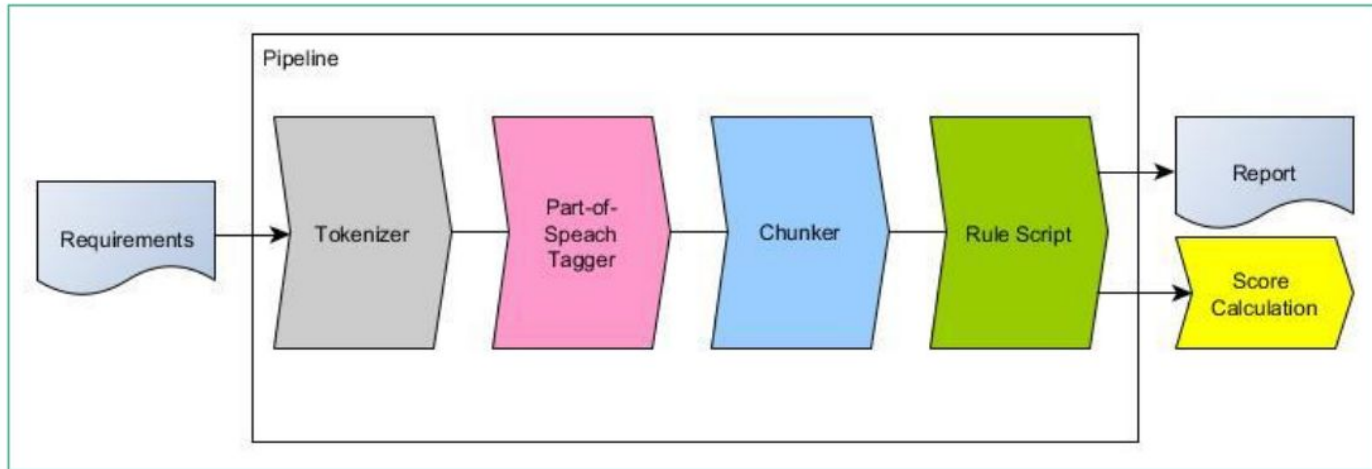 Pipeline
Requirements
Tokenizer
Part-of-
Speach
Tagger
Chunker
Rule Script
Report
Score
Calculation